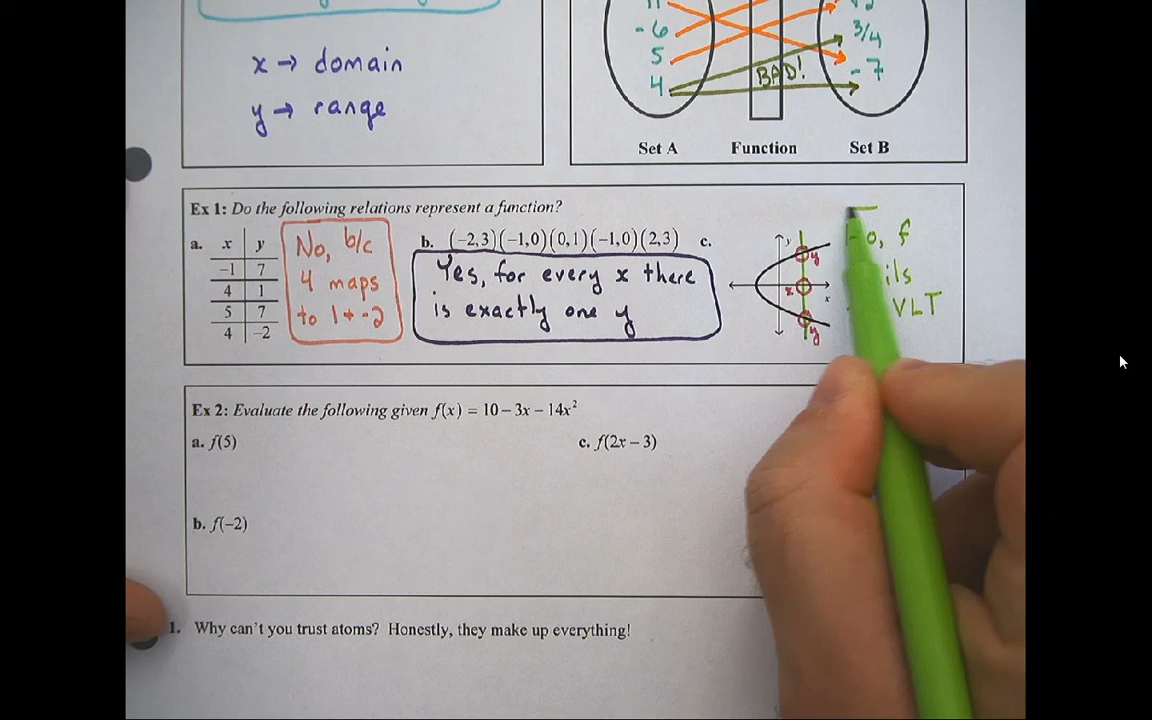 - 6
5
4
3/4
- 7
BAD!
x → domain
y → range
Set A Function Set B
Ex 1: Do the following relations represent a function?
a. x y
-1 7
4 1
5 7
4 -2
No, b/c
4 maps
to 1 + -2
b. (-2,3)(-1,0)(0,1)(-1,0)(2,3)
Yes, for every x there
is exactly one y
c.
y
x
y
x
y
VLT
Ex 2: Evaluate the following given f(x) = 10 – 3x – 14x²
a. f(5)
c. f(2x – 3)
b. f(–2)
1. Why can't you trust atoms? Honestly, they make up everything!